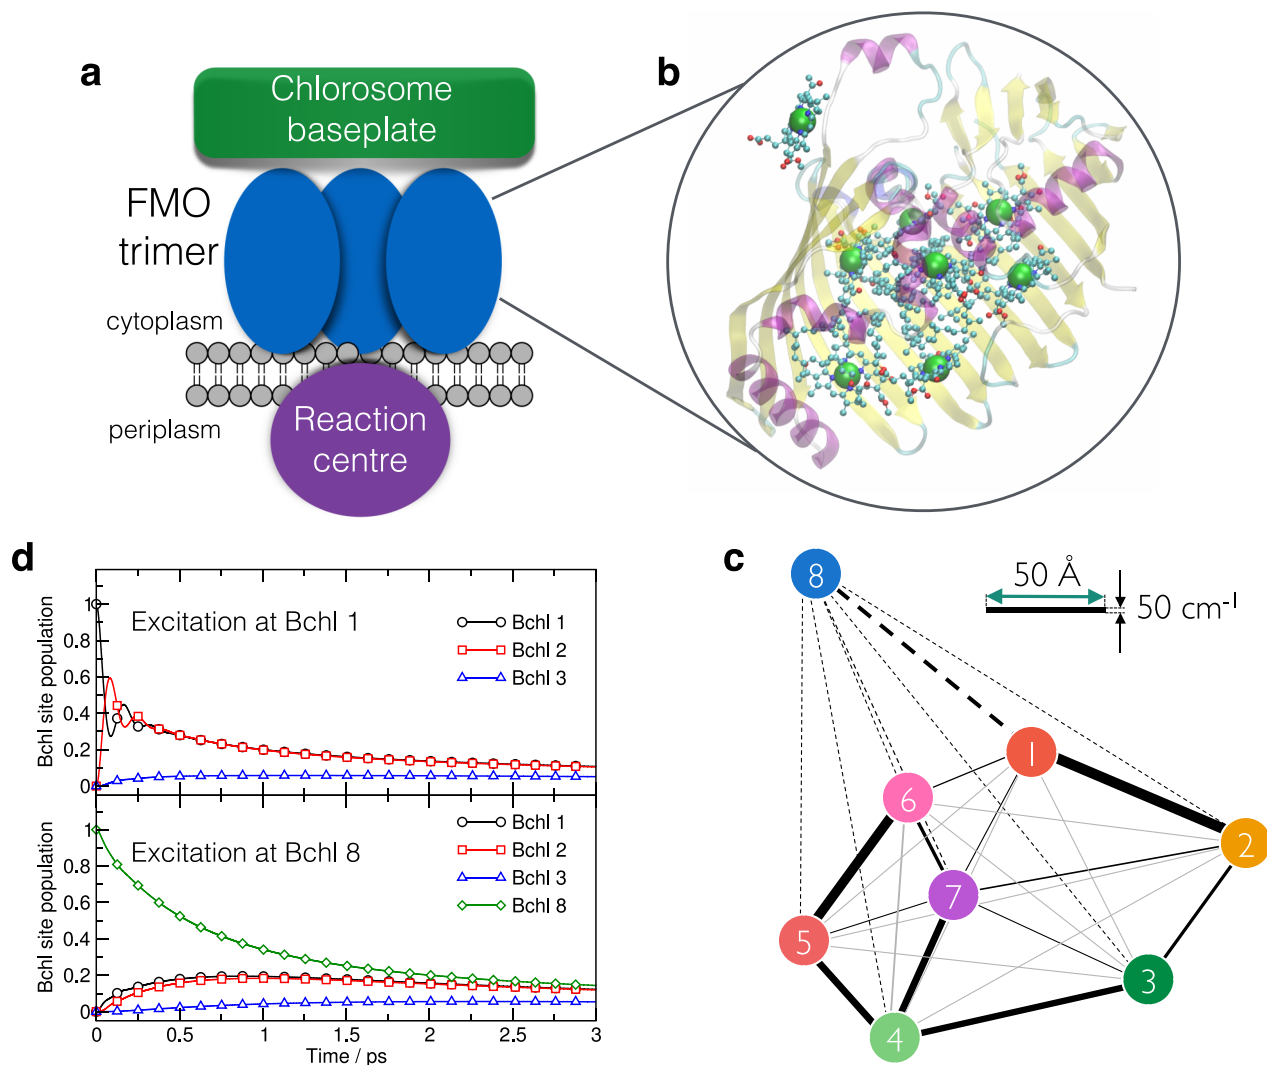 a
Chlorosome
baseplate
FMO
trimer
cytoplasm
periplasm
Reaction
centre
b
d
Bchl site population
1
0.8
0.6
0.4
0.2
0
Excitation at Bchl 1
Bchl 1
Bchl 2
Bchl 3
Bchl site population
1
0.8
0.6
0.4
0.2
0
Excitation at Bchl 8
Bchl 1
Bchl 2
Bchl 3
Bchl 8
0 0.5 1 1.5 2 2.5 3
Time / ps
c
50 Å
50 cm-1
8
1
6
2
7
5
3
4